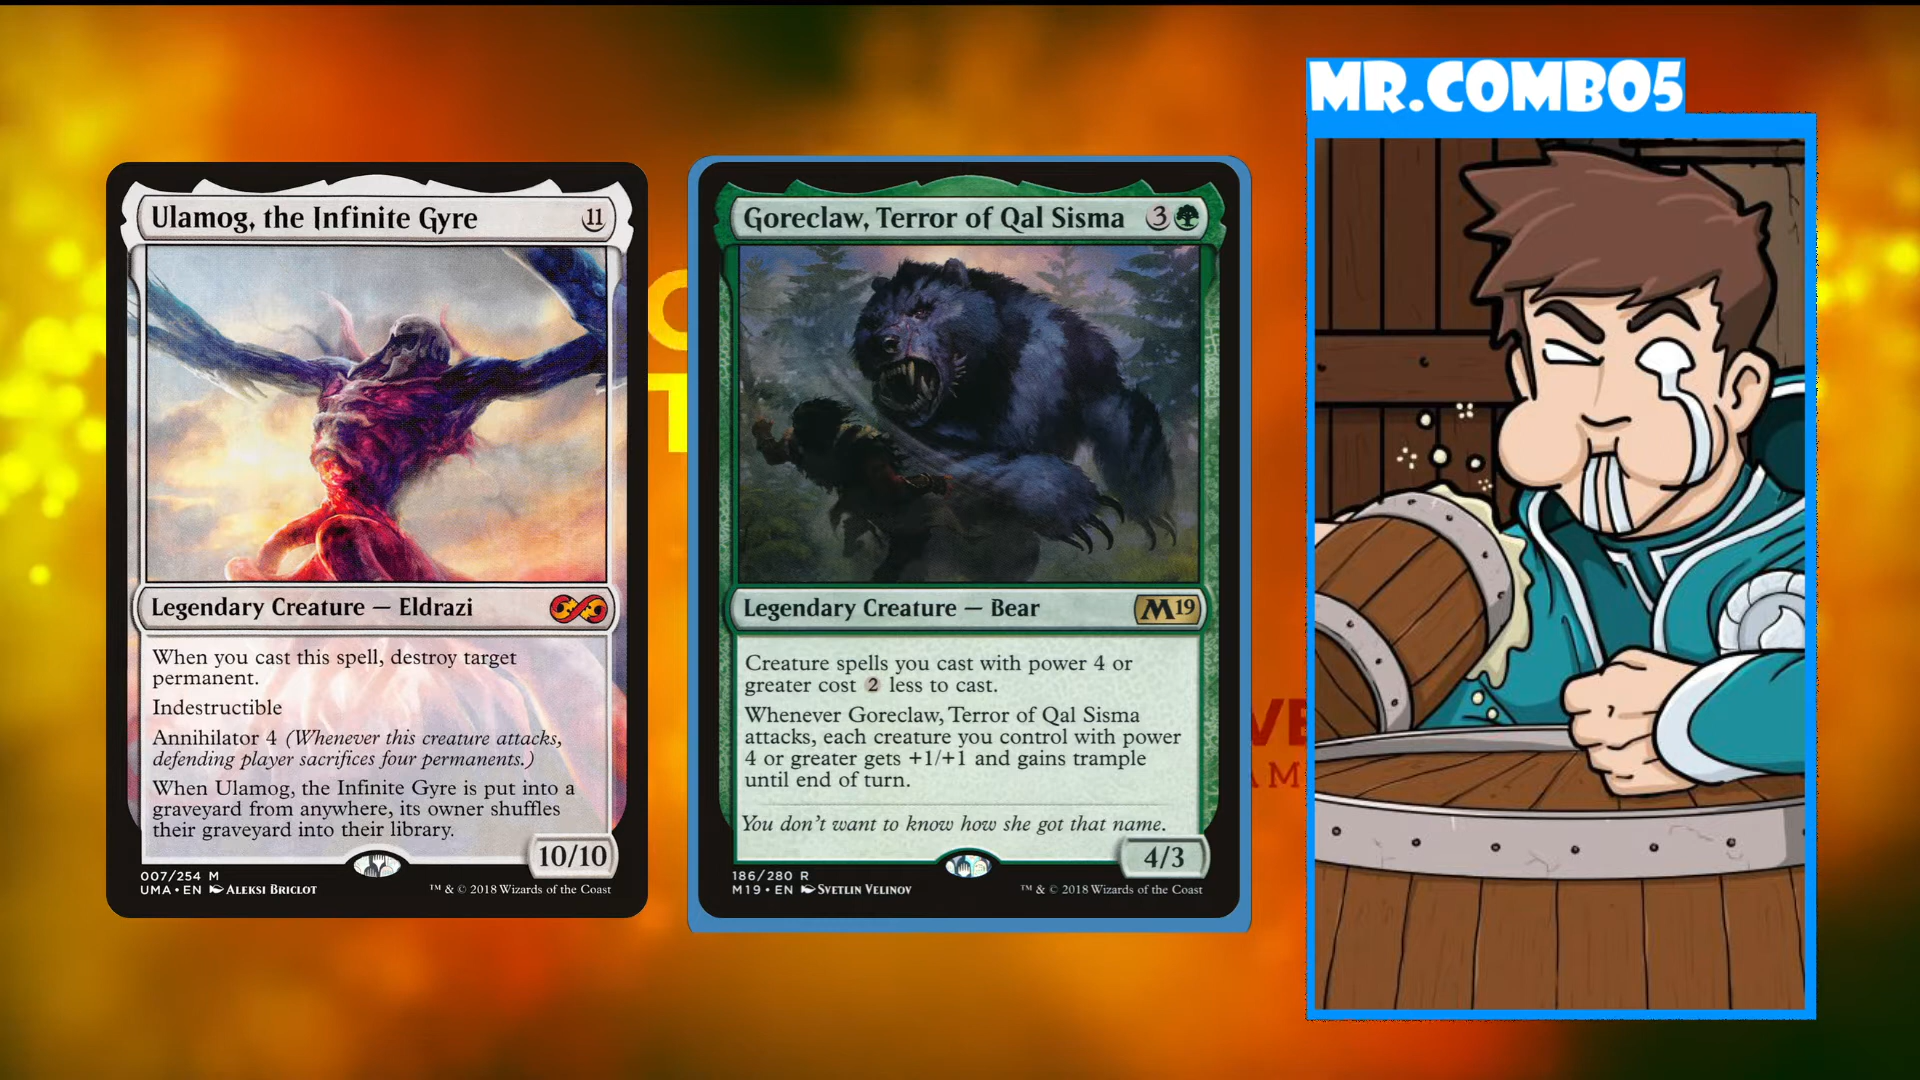 MR.COMBO5
Ulamog, the Infinite Gyre 11
Legendary Creature — Eldrazi
When you cast this spell, destroy target
permanent.
Indestructible
Annihilator 4 (Whenever this creature attacks,
defending player sacrifices four permanents.)
When Ulamog, the Infinite Gyre is put into a
graveyard from anywhere, its owner shuffles
their graveyard into their library.
10/10
007/254 M
UMA • EN ALEKSI BRICLOT
™ & © 2018 Wizards of the Coast
Goreclaw, Terror of Qal Sisma 3
Legendary Creature — Bear
M19
Creature spells you cast with power 4 or
greater cost 2 less to cast.
Whenever Goreclaw, Terror of Qal Sisma
attacks, each creature you control with power
4 or greater gets +1/+1 and gains trample
until end of turn.
You don't want to know how she got that name.
4/3
186/280 R
M19 • EN SVETLIN VELINOV
™ & © 2018 Wizards of the Coast